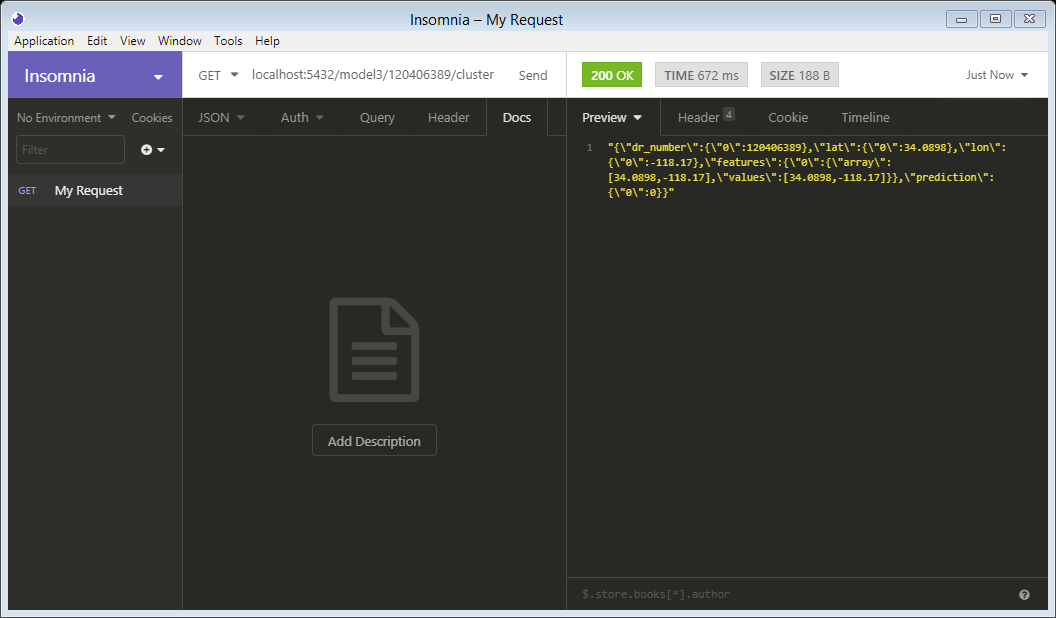 Insomnia – My Request
Application Edit View Window Tools Help
Insomnia
GET localhost:5432/model3/120406389/cluster Send
200 OK TIME 672 ms SIZE 188 B Just Now
No Environment Cookies
JSON Auth Query Header Docs
Preview Header 4 Cookie Timeline
Filter
GET My Request
1 "{\"dr_number\":{\"0\":120406389},\"lat\":{\"0\":34.0898},\"lon\":
{\"0\":-118.17},\"features\":{\"0\":{\"array\":
[34.0898,-118.17],\"values\":[34.0898,-118.17]}},\"prediction\":
{\"0\":0}}"
Add Description
$.store.books[*].author